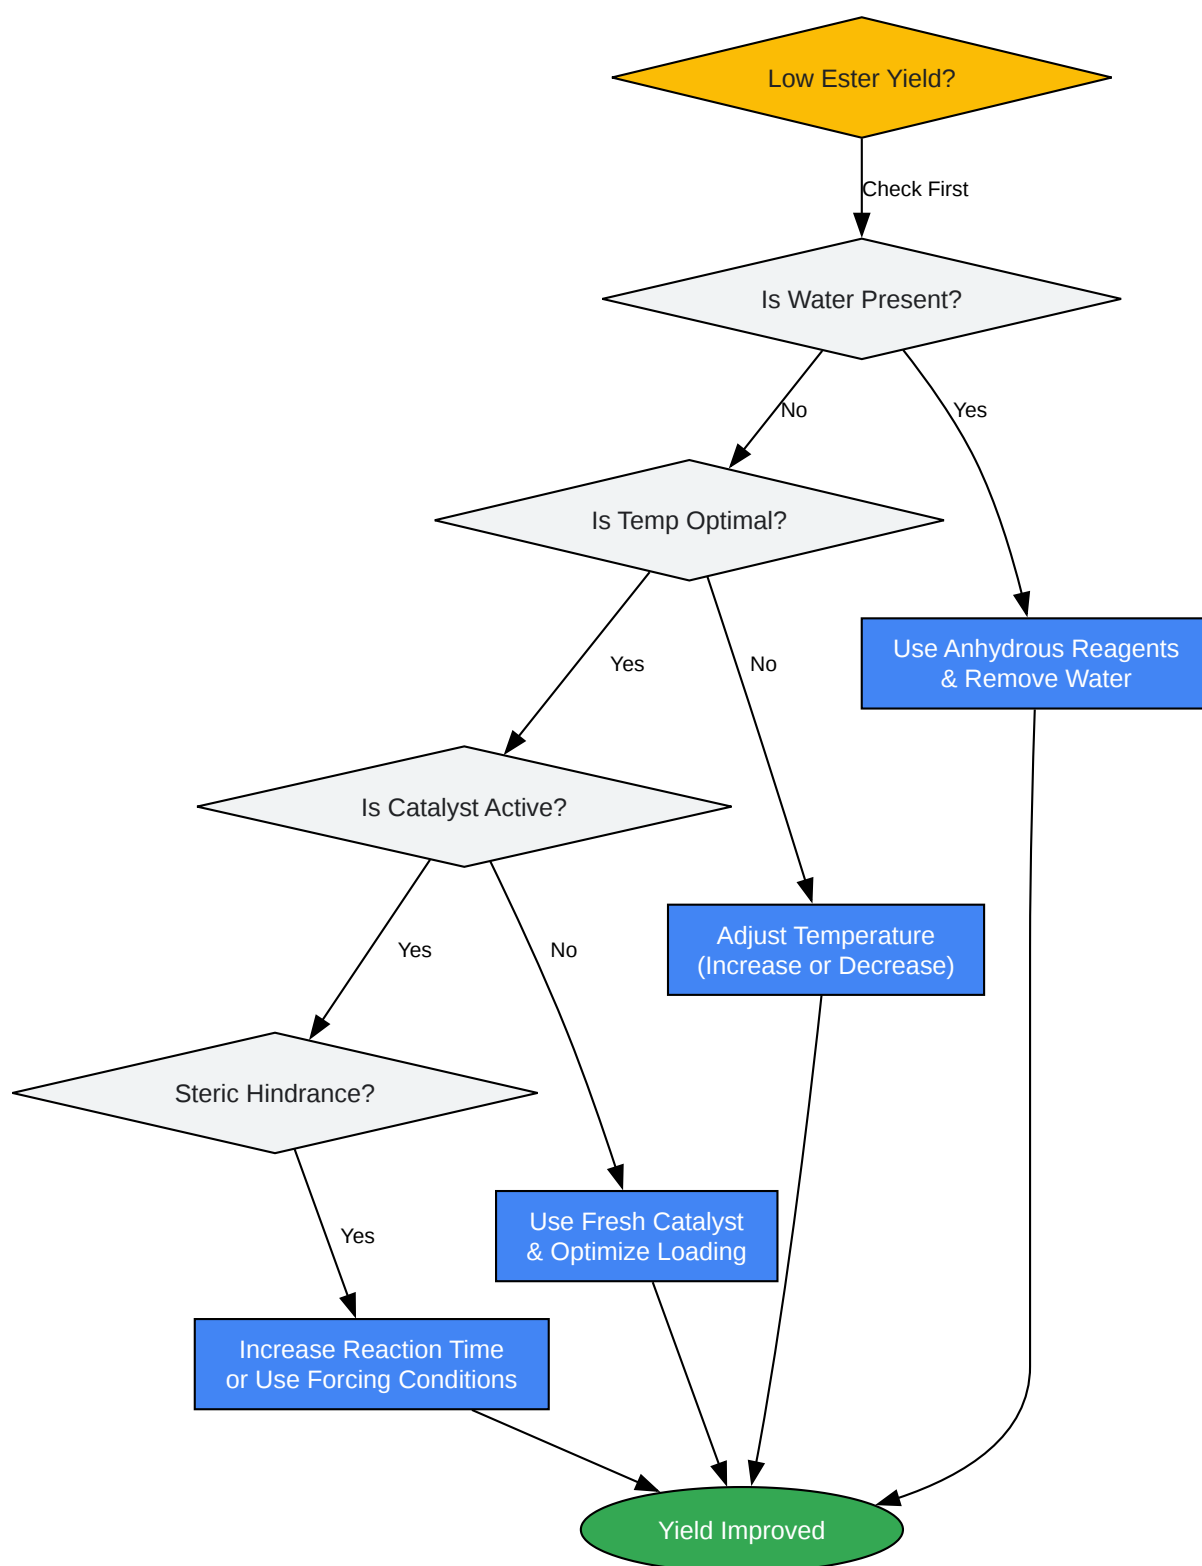 Low Ester Yield?
Check First
Is Water Present?
No
Yes
Is Temp Optimal?
Use Anhydrous Reagents
& Remove Water
Yes
No
Is Catalyst Active?
Adjust Temperature
(Increase or Decrease)
Yes
No
Steric Hindrance?
Use Fresh Catalyst
& Optimize Loading
Yes
Increase Reaction Time
or Use Forcing Conditions
Yield Improved